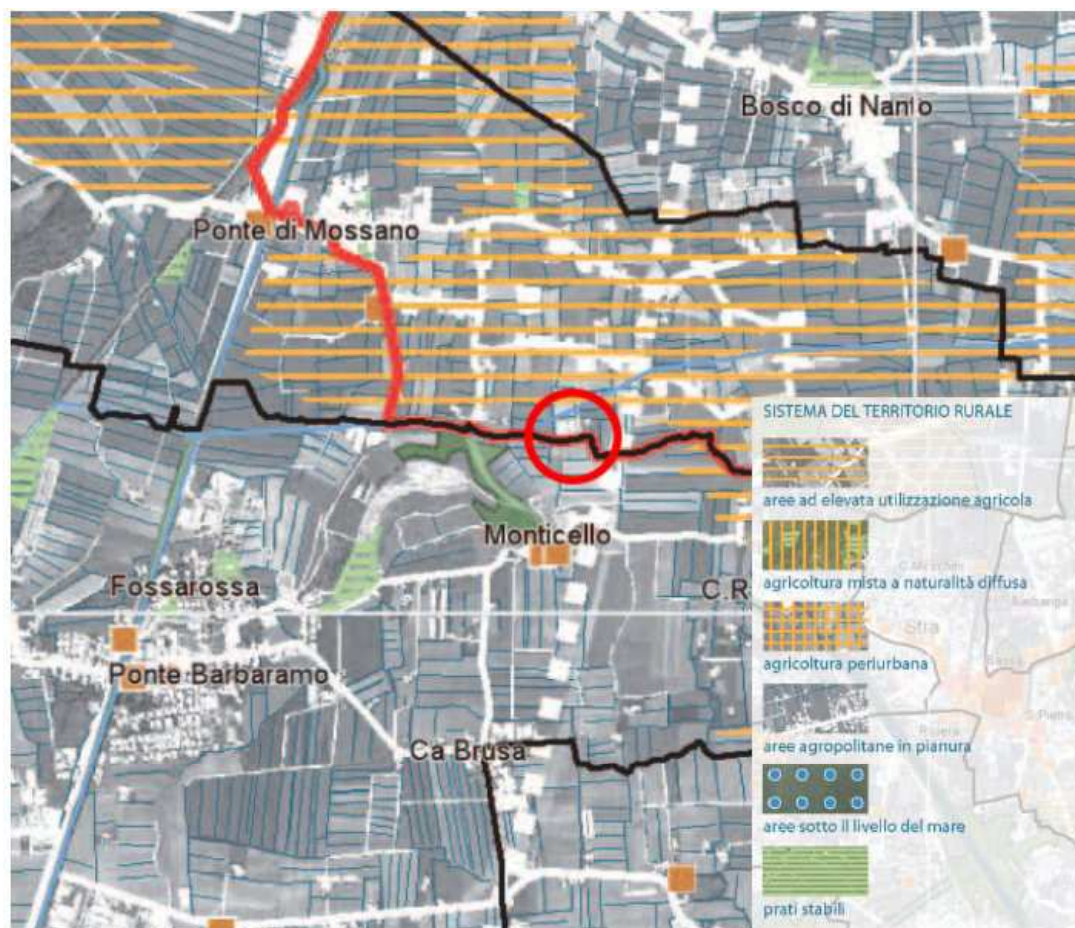 Bosco di Nanto
Ponte di Mossano
SISTEMA DEL TERRITORIO RURALE
aree ad elevata utilizzazione agricola
Monticello
Fossarossa
C.R
agricoltura mista a naturalità diffusa
Stra
Ponte Barbaramo
agricoltura periurbana
Ca Brusa
aree agropolitane in pianura
aree sotto il livello del mare
prati stabili